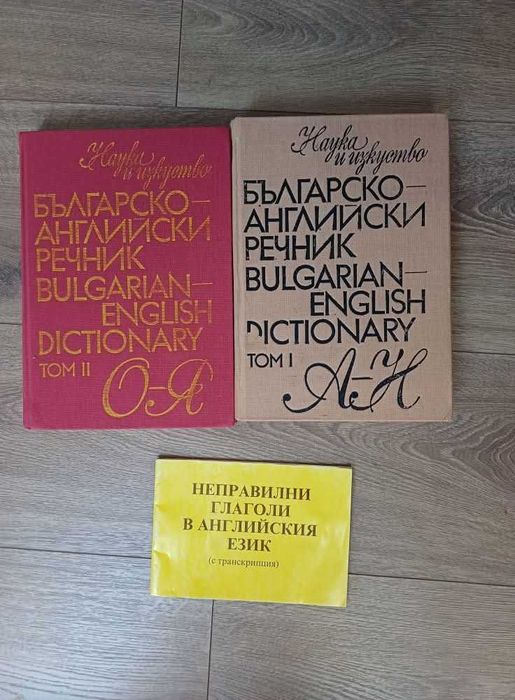 Наука
и изкуство
БЪЛГАРСКО–
АНГЛИЙСКИ
РЕЧНИК
BULGARIAN–
ENGLISH
DICTIONARY
ТОМ II
О–Я
Наука
и изкуство
БЪЛГАРСКО–
АНГЛИЙСКИ
РЕЧНИК
BULGARIAN–
ENGLISH
DICTIONARY
ТОМ I
А–Н
НЕПРАВИЛНИ
ГЛАГОЛИ
В АНГЛИЙСКИЯ
ЕЗИК
(с транскрипция)